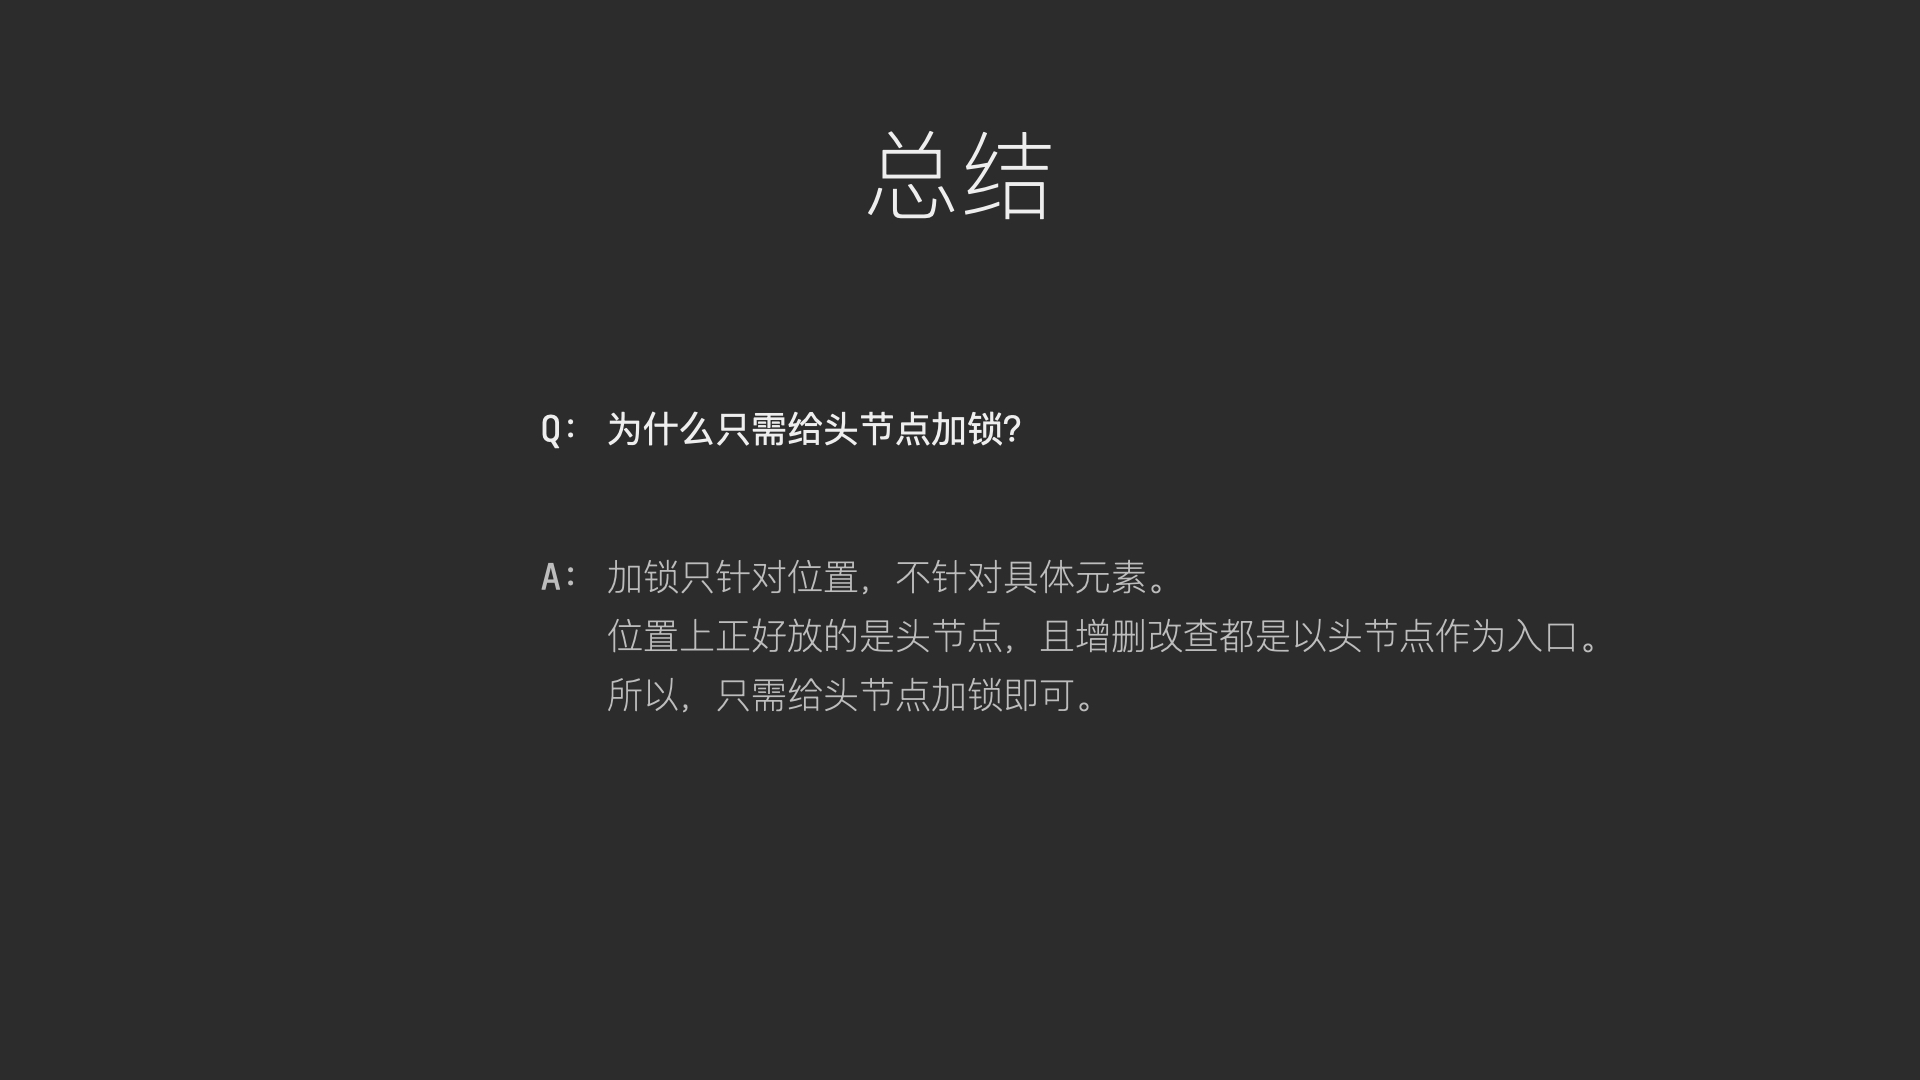 总结
Q： 为什么只需给头节点加锁？
A： 加锁只针对位置，不针对具体元素。
位置上正好放的是头节点，且增删改查都是以头节点作为入口。
所以，只需给头节点加锁即可。